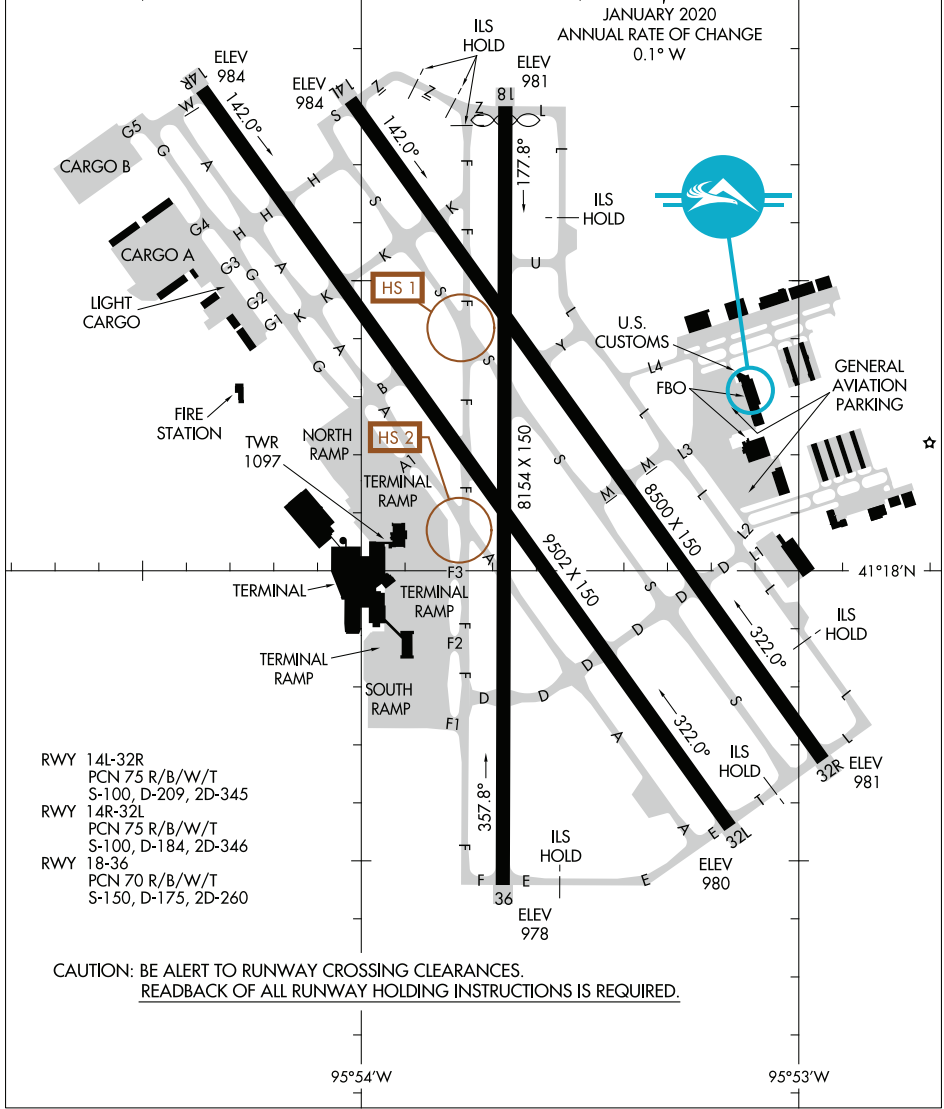 JANUARY 2020
ANNUAL RATE OF CHANGE
0.1° W
ILS
HOLD
ELEV
984
ELEV
984
ELEV
981
14R
14L
18
W
S
Z
Z
Z
L
142.0°
142.0°
177.8°
G5
G
A
H
H
H
H
S
F
F
K
K
L
CARGO B
CARGO A
LIGHT
CARGO
G4
G3
G
G2
G1
A
K
K
A
G
B
A
S
S
F
U
L
Y
ILS
HOLD
HS 1
U.S.
CUSTOMS
L4
FBO
GENERAL
AVIATION
PARKING
FIRE
STATION
TWR
1097
NORTH
RAMP
HS 2
A1
TERMINAL
RAMP
F
F
S
S
M
M
L
L3
L
8154 X 150
8500 X 150
9502 X 150
L2
L1
L
41°18'N
TERMINAL
F3
A
TERMINAL
RAMP
F
F2
F
TERMINAL
RAMP
SOUTH
RAMP
F1
D
D
D
D
D
D
S
S
A
A
322.0°
322.0°
357.8°
ILS
HOLD
L
L
ILS
HOLD
32R
ELEV
981
T
E
32L
ELEV
980
RWY 14L-32R
PCN 75 R/B/W/T
S-100, D-209, 2D-345
RWY 14R-32L
PCN 75 R/B/W/T
S-100, D-184, 2D-346
RWY 18-36
PCN 70 R/B/W/T
S-150, D-175, 2D-260
F
F
E
E
ILS
HOLD
36
ELEV
978
CAUTION: BE ALERT TO RUNWAY CROSSING CLEARANCES.
READBACK OF ALL RUNWAY HOLDING INSTRUCTIONS IS REQUIRED.
95°54'W
95°53'W